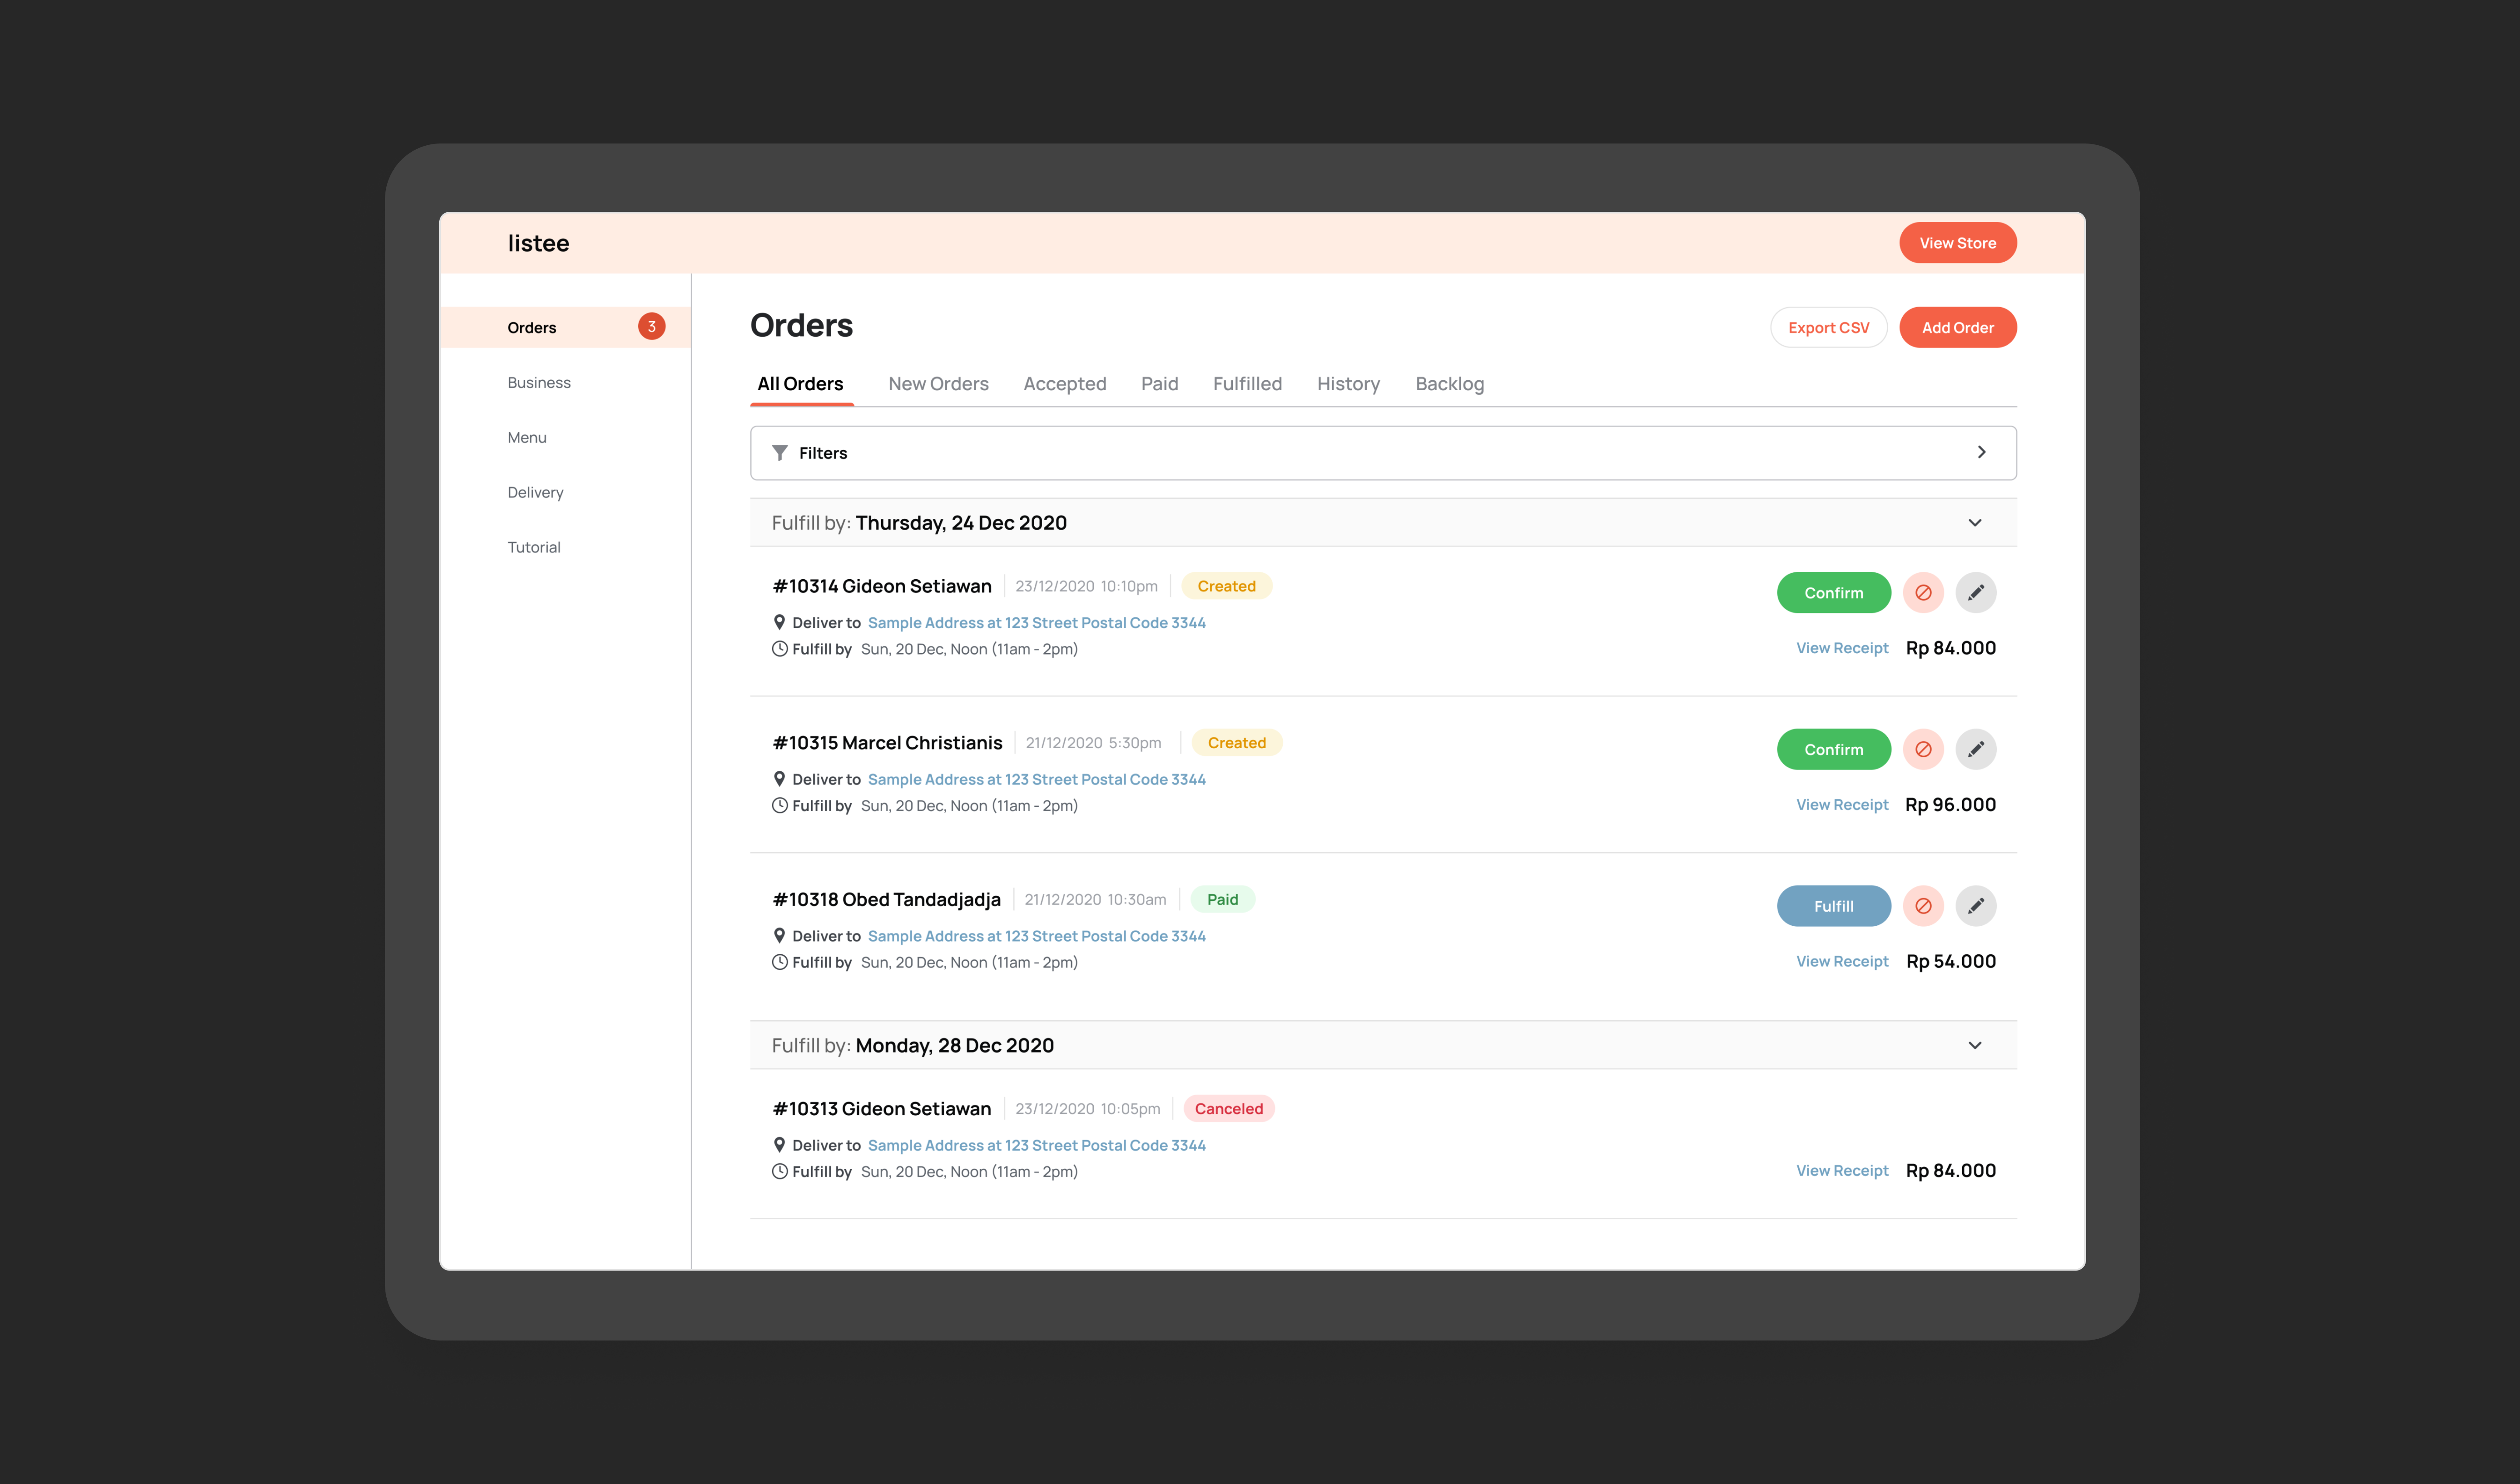 listee
View Store
Orders 3
Business
Menu
Delivery
Tutorial
Orders
Export CSV
Add Order
All Orders New Orders Accepted Paid Fulfilled History Backlog
Filters
Fulfill by: Thursday, 24 Dec 2020
#10314 Gideon Setiawan 23/12/2020 10:10pm Created
Confirm
Deliver to Sample Address at 123 Street Postal Code 3344
Fulfill by Sun, 20 Dec, Noon (11am - 2pm)
View Receipt Rp 84.000
#10315 Marcel Christianis 21/12/2020 5:30pm Created
Confirm
Deliver to Sample Address at 123 Street Postal Code 3344
Fulfill by Sun, 20 Dec, Noon (11am - 2pm)
View Receipt Rp 96.000
#10318 Obed Tandadjadja 21/12/2020 10:30am Paid
Fulfill
Deliver to Sample Address at 123 Street Postal Code 3344
Fulfill by Sun, 20 Dec, Noon (11am - 2pm)
View Receipt Rp 54.000
Fulfill by: Monday, 28 Dec 2020
#10313 Gideon Setiawan 23/12/2020 10:05pm Canceled
Deliver to Sample Address at 123 Street Postal Code 3344
Fulfill by Sun, 20 Dec, Noon (11am - 2pm)
View Receipt Rp 84.000